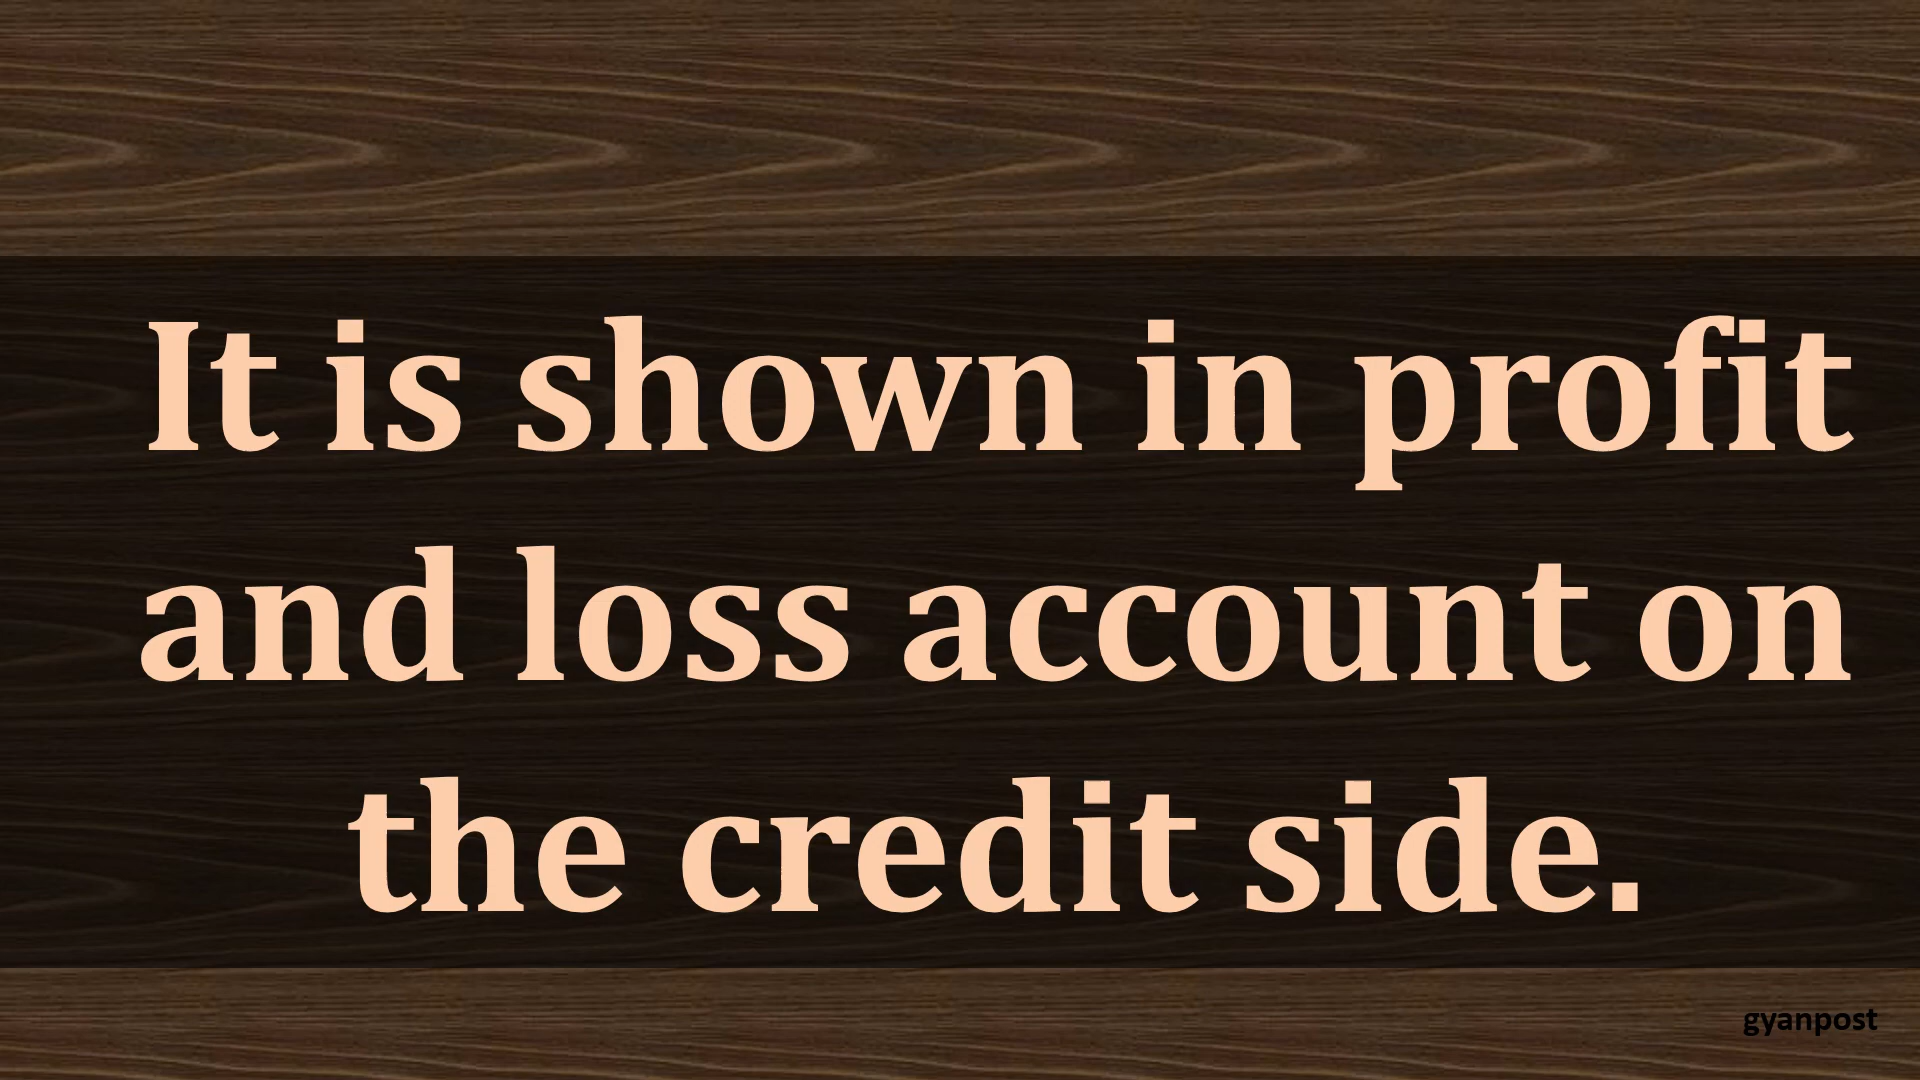 It is shown in profit
and loss account on
the credit side.
gyanpost